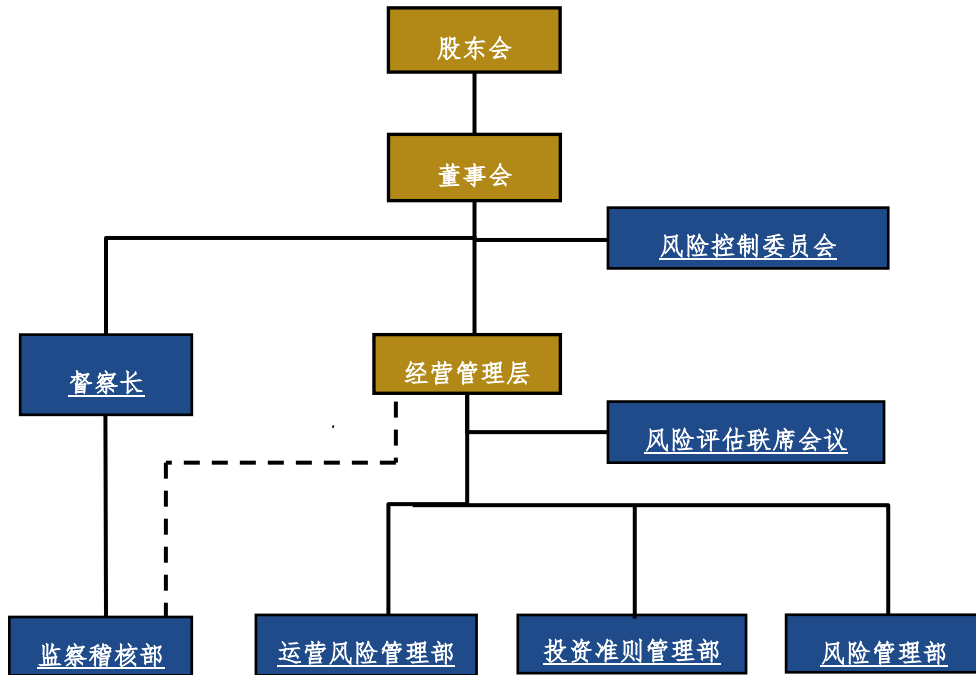 股东会
董事会
风险控制委员会
督察长
经营管理层
风险评估联席会议
监察稽核部
运营风险管理部
投资准则管理部
风险管理部